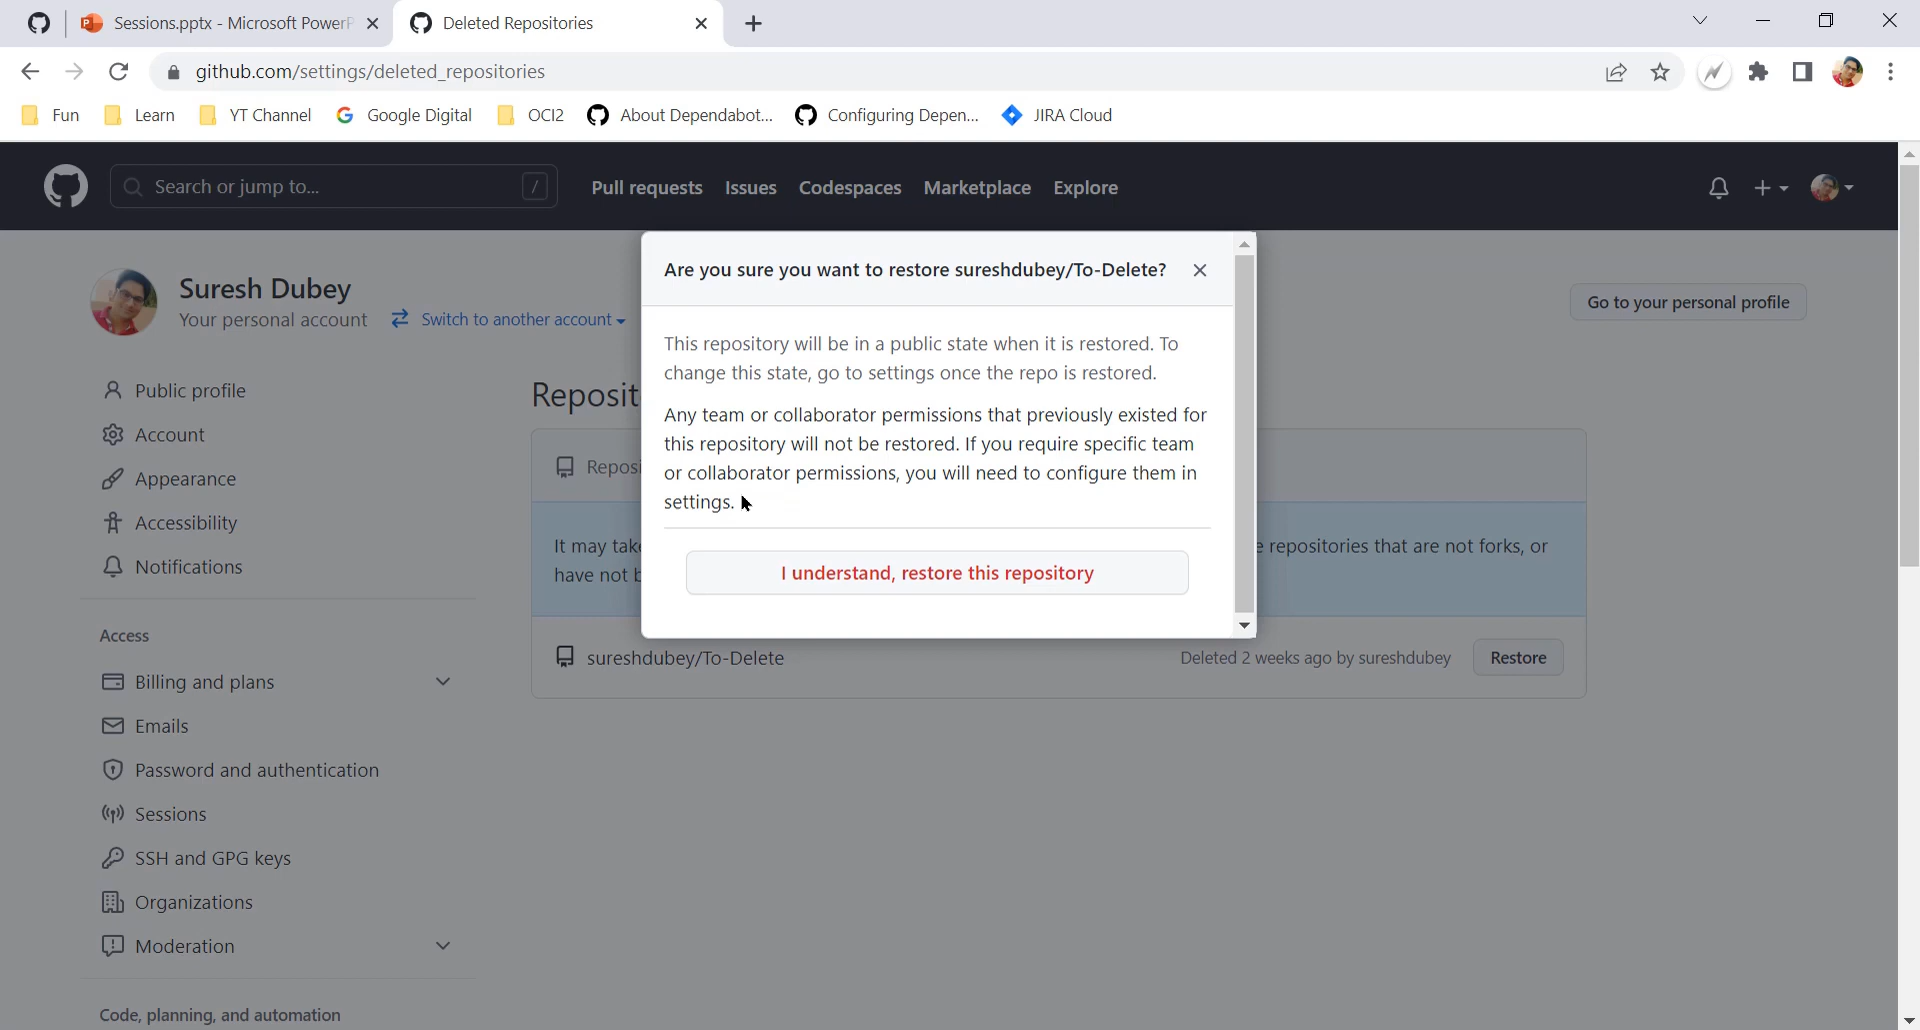 Sessions.pptx - Microsoft PowerP
Deleted Repositories
github.com/settings/deleted_repositories
Fun
Learn
YT Channel
Google Digital
OCI2
About Dependabot...
Configuring Depen...
JIRA Cloud
Search or jump to...
/
Pull requests
Issues
Codespaces
Marketplace
Explore
Are you sure you want to restore sureshdubey/To-Delete?
This repository will be in a public state when it is restored. To
change this state, go to settings once the repo is restored.
Any team or collaborator permissions that previously existed for
this repository will not be restored. If you require specific team
or collaborator permissions, you will need to configure them in
settings.
I understand, restore this repository
Suresh Dubey
Your personal account
Switch to another account
Go to your personal profile
Public profile
Account
Appearance
Accessibility
Notifications
Access
Billing and plans
Emails
Password and authentication
Sessions
SSH and GPG keys
Organizations
Moderation
Code, planning, and automation
Reposit
Reposi
It may take repositories that are not forks, or
have not b
sureshdubey/To-Delete
Deleted 2 weeks ago by sureshdubey
Restore